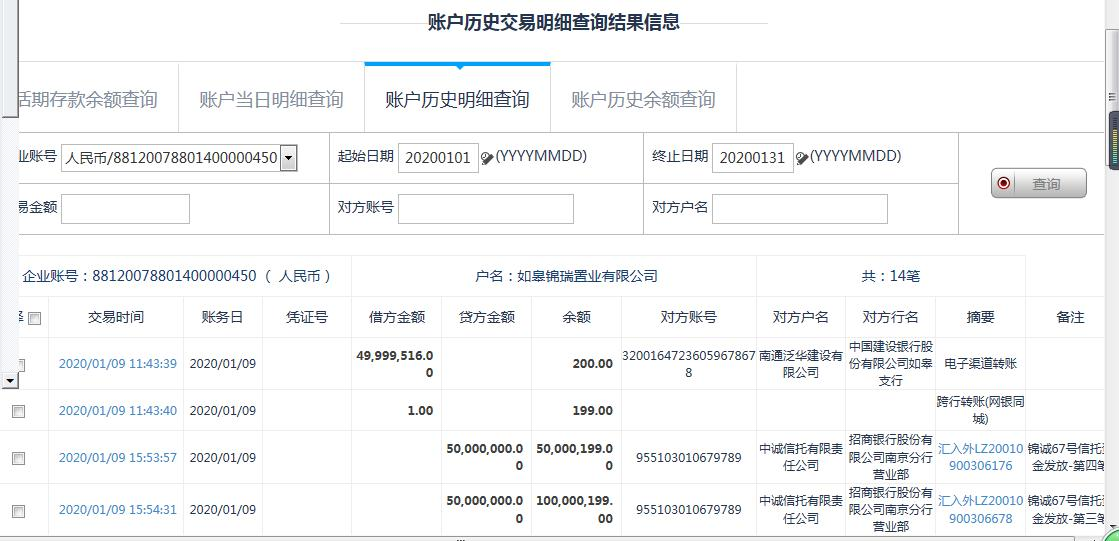 账户历史交易明细查询结果信息
活期存款余额查询 账户当日明细查询 账户历史明细查询 账户历史余额查询
业账号 人民币/88120078801400000450 起始日期 20200101 (YYYYMMDD) 终止日期 20200131 (YYYYMMDD)
查询
易金额 对方账号 对方户名
企业账号：88120078801400000450 （ 人民币 ） 户名：如皋锦瑞置业有限公司 共：14笔
择 交易时间 账务日 凭证号 借方金额 贷方金额 余额 对方账号 对方户名 对方行名 摘要 备注
2020/01/09 11:43:39 2020/01/09 49,999,516.00 200.00 32001647236059678678 南通泛华建设有限公司 中国建设银行股份有限公司如皋支行 电子渠道转账
2020/01/09 11:43:40 2020/01/09 1.00 199.00 跨行转账(网银同城)
2020/01/09 15:53:57 2020/01/09 50,000,000.00 50,000,199.00 955103010679789 中诚信托有限责任公司 招商银行股份有限公司南京分行营业部 汇入外LZ20010900306176 锦诚67号信托金发放-第四笔
2020/01/09 15:54:31 2020/01/09 50,000,000.00 100,000,199.00 955103010679789 中诚信托有限责任公司 招商银行股份有限公司南京分行营业部 汇入外LZ20010900306678 锦诚67号信托金发放-第三笔